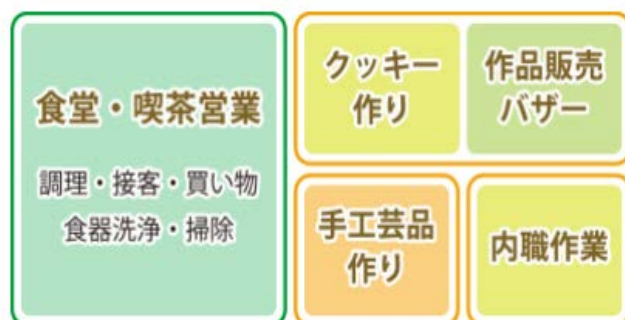 食堂・喫茶営業
調理・接客・買い物
食器洗浄・掃除
クッキー
作り
作品販売
バザー
手工芸品
作り
内職作業